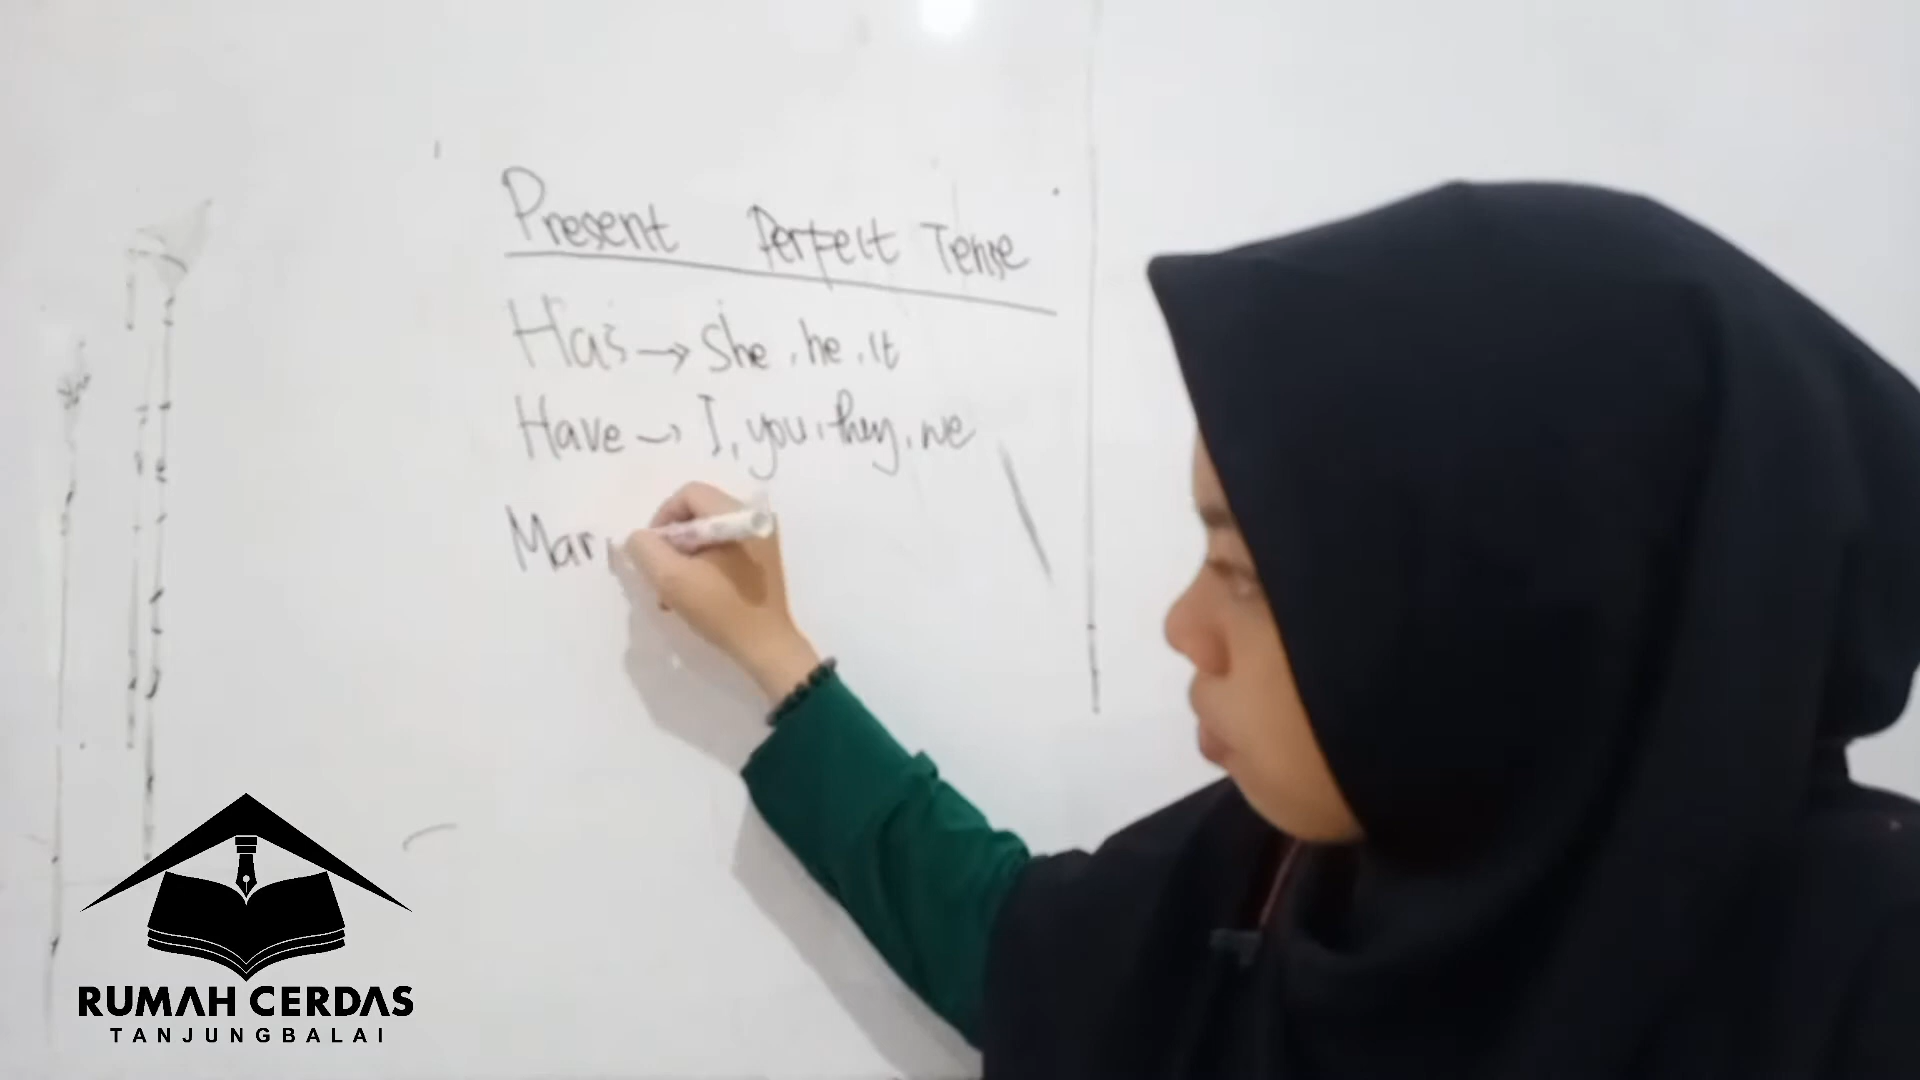 Present Perfect Tense
Has → She, he, it
Have → I, you, they, we
Mar
RUMAH CERDAS
TANJUNGBALAI